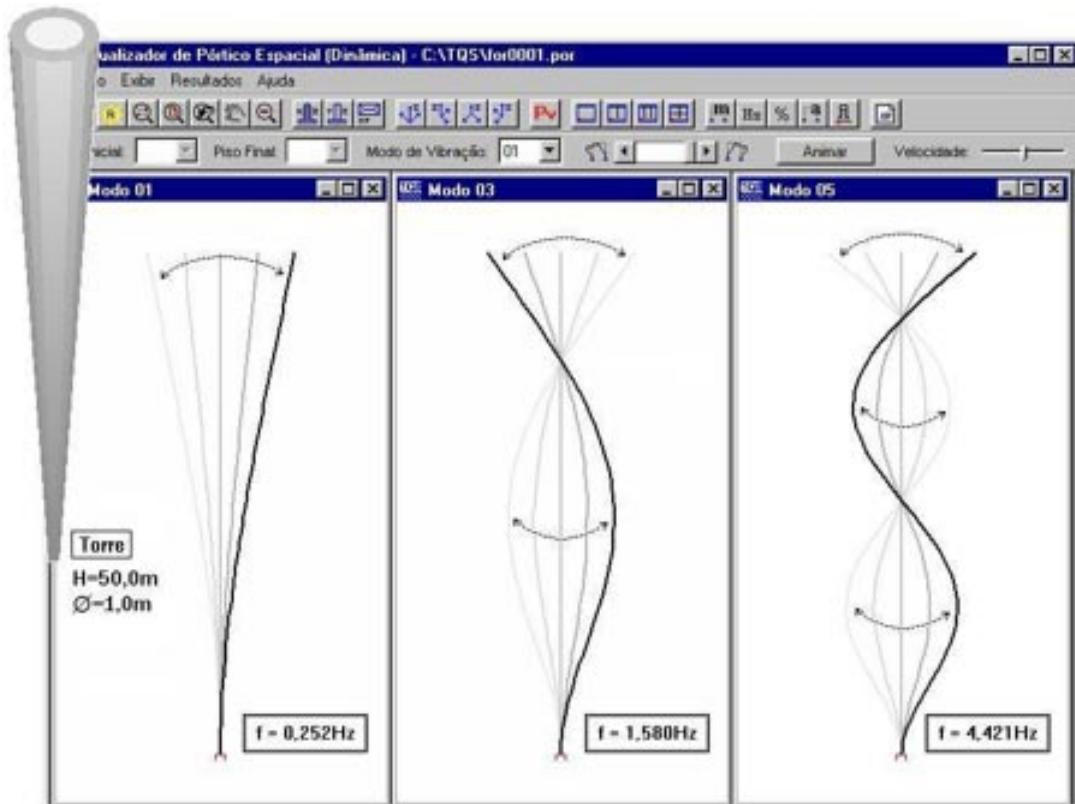 ualizador de Pórtico Espacial (Dinâmica) - C:\TQS\for0001.por
o Exibir Resultados Ajuda
Hz %
nicial: Piso Final: Modo de Vibração: 01 Animar Velocidade:
Modo 01
Modo 03
Modo 05
Torre
H=50,0m
Ø=1,0m
f = 0,252Hz
f = 1,580Hz
f = 4,421Hz